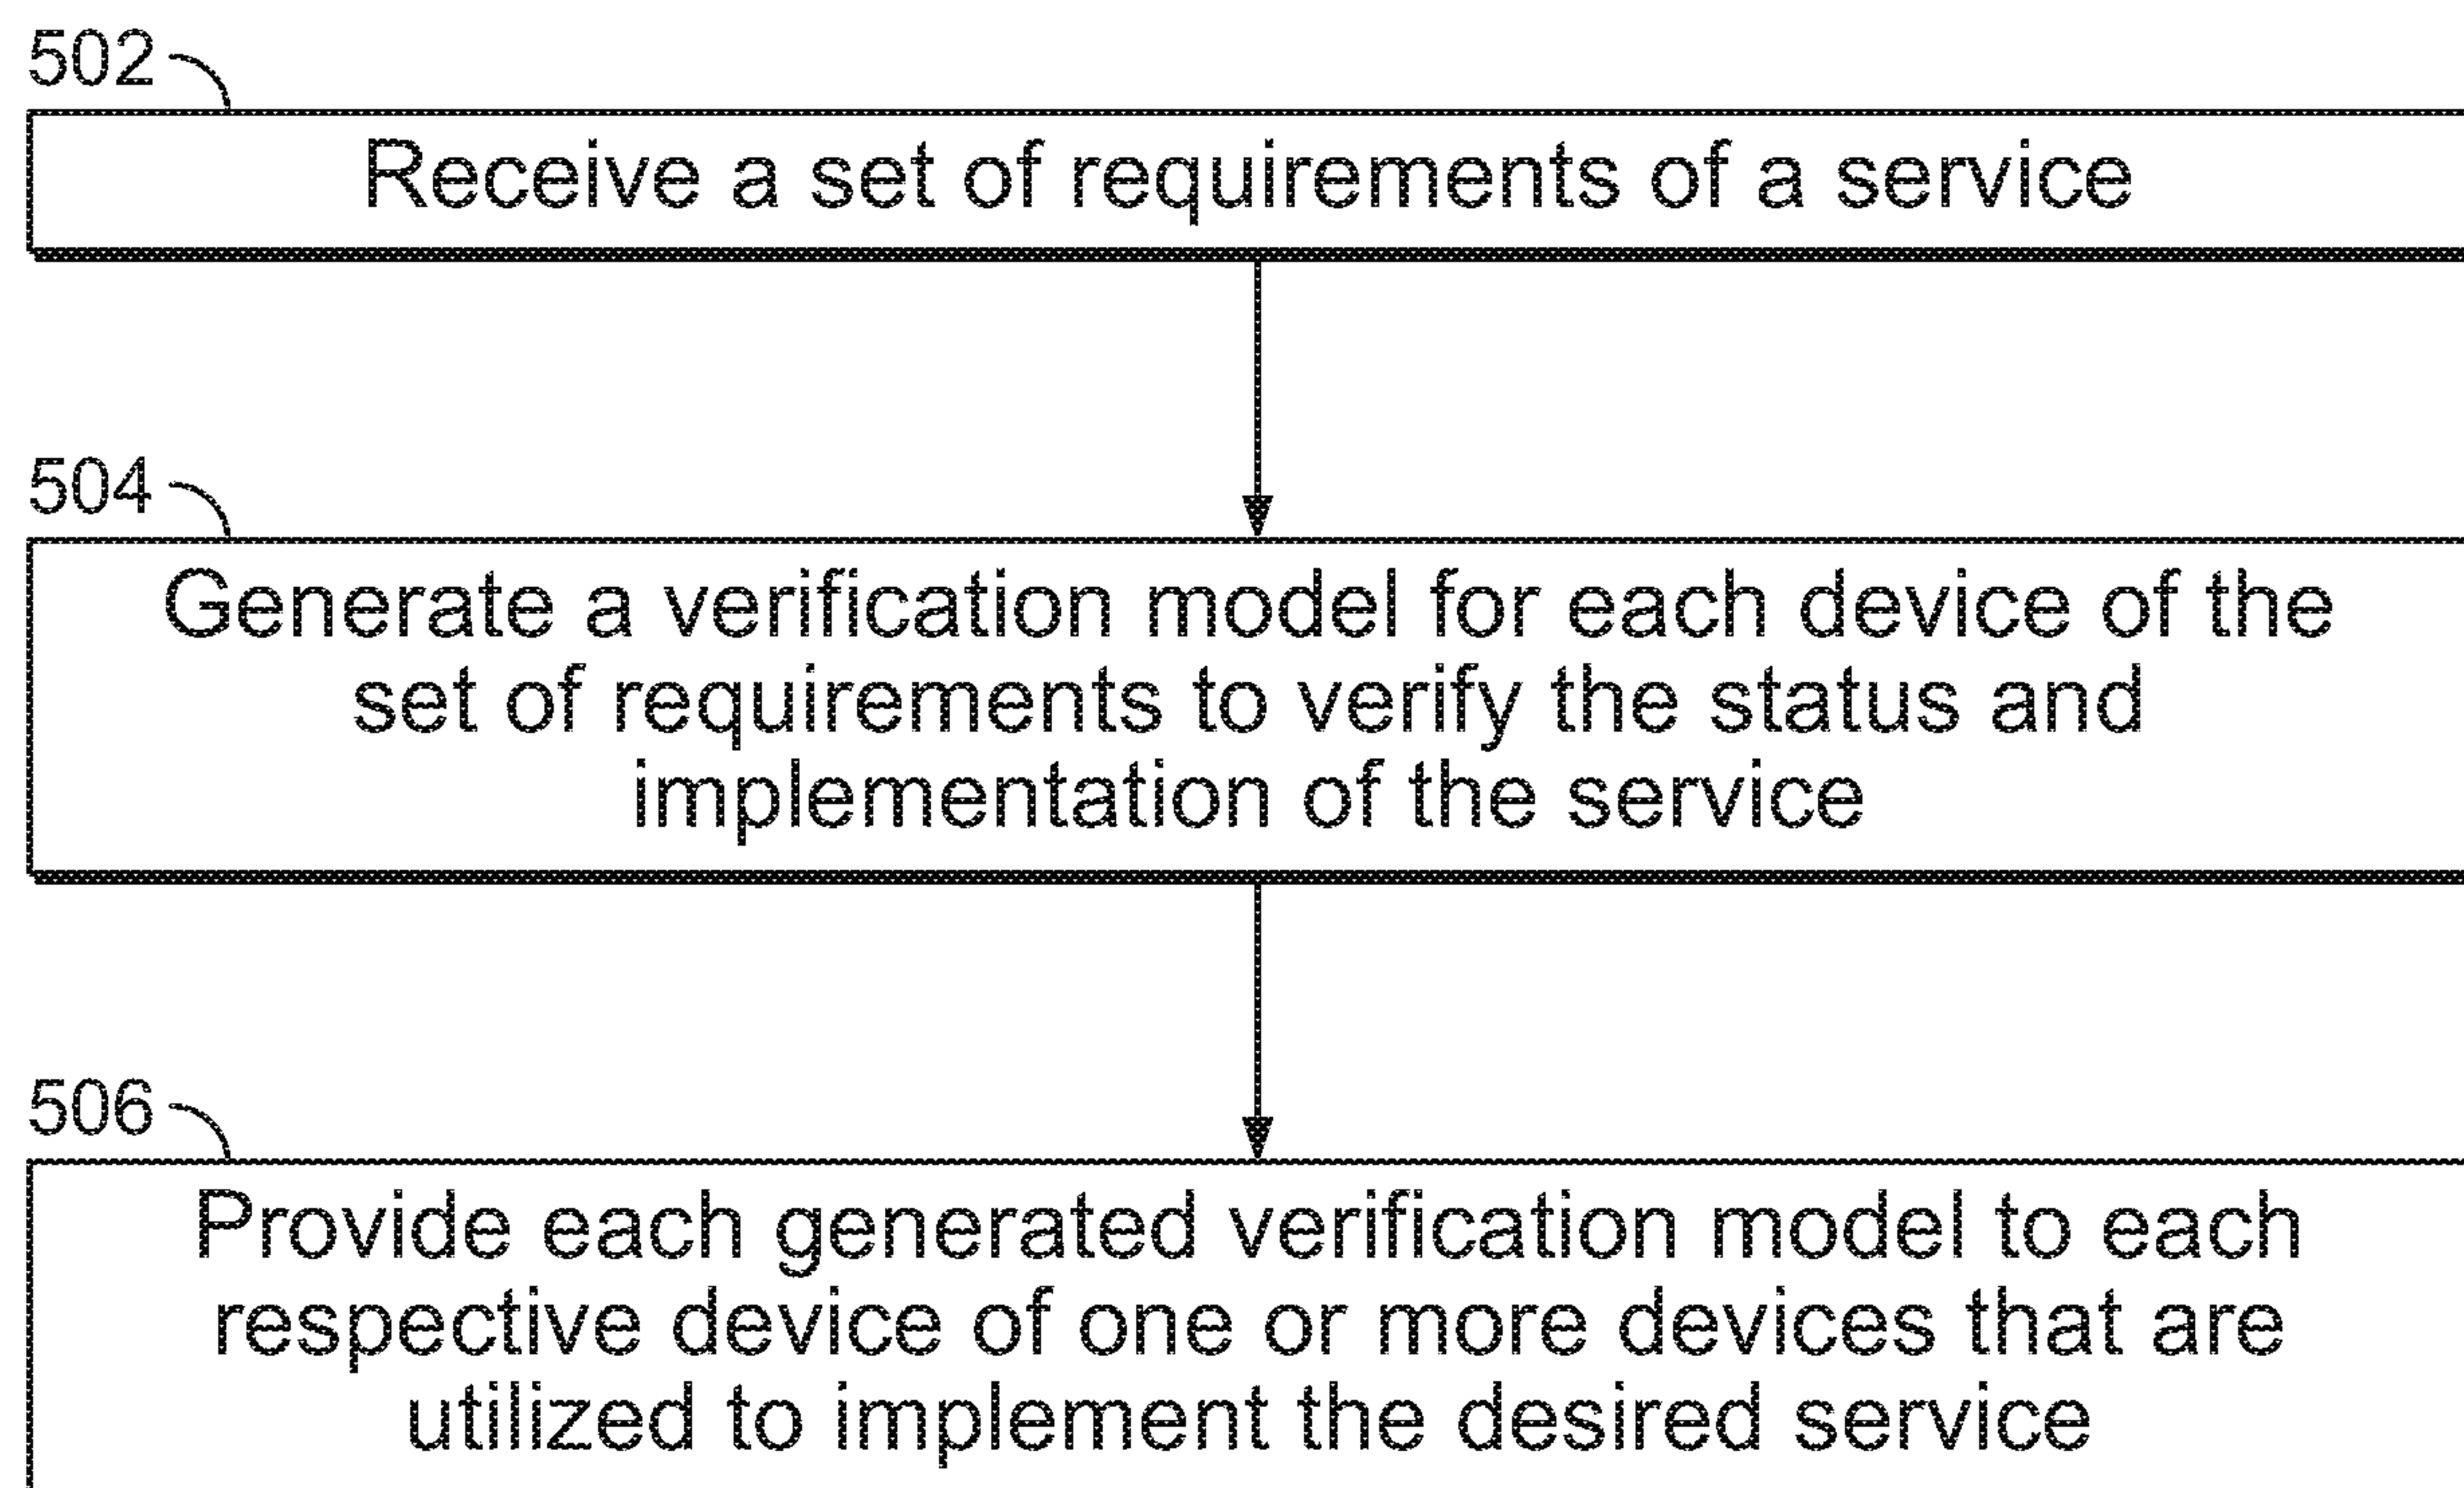 502
Receive a set of requirements of a service
504
Generate a verification model for each device of the
set of requirements to verify the status and
implementation of the service
506
Provide each generated verification model to each
respective device of one or more devices that are
utilized to implement the desired service